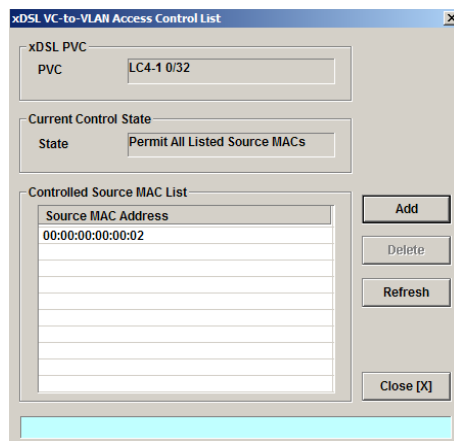 xDSL VC-to-VLAN Access Control List
xDSL PVC
PVC LC4-1 0/32
Current Control State
State Permit All Listed Source MACs
Controlled Source MAC List
Source MAC Address
00:00:00:00:00:02
Add
Delete
Refresh
Close [X]